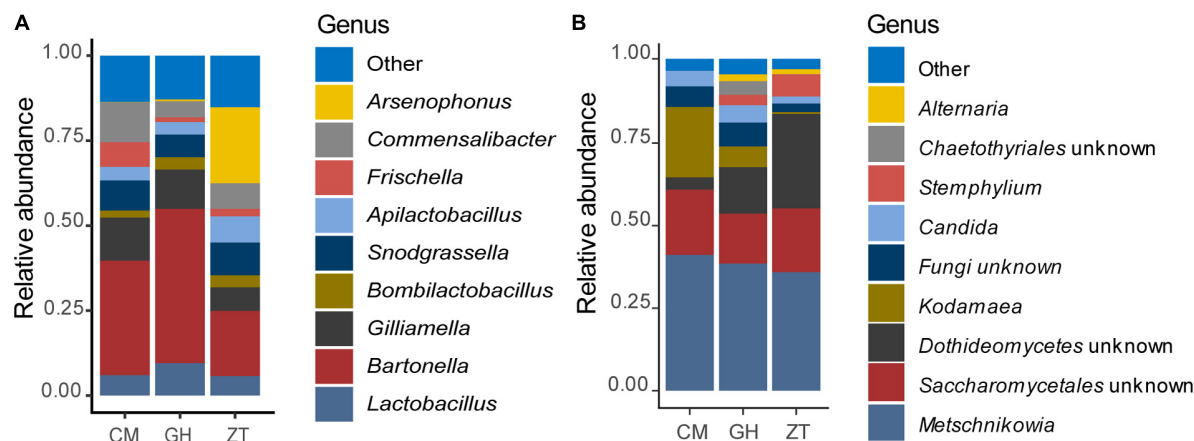 A
Relative abundance
1.00
0.75
0.50
0.25
0.00
CM GH ZT
Genus
Other
Arsenophonus
Commensalibacter
Frischella
Apilactobacillus
Snodgrassella
Bombilactobacillus
Gilliamella
Bartonella
Lactobacillus
B
Relative abundance
1.00
0.75
0.50
0.25
0.00
CM GH ZT
Genus
Other
Alternaria
Chaetothyriales unknown
Stemphylium
Candida
Fungi unknown
Kodamaea
Dothideomycetes unknown
Saccharomycetales unknown
Metschnikowia